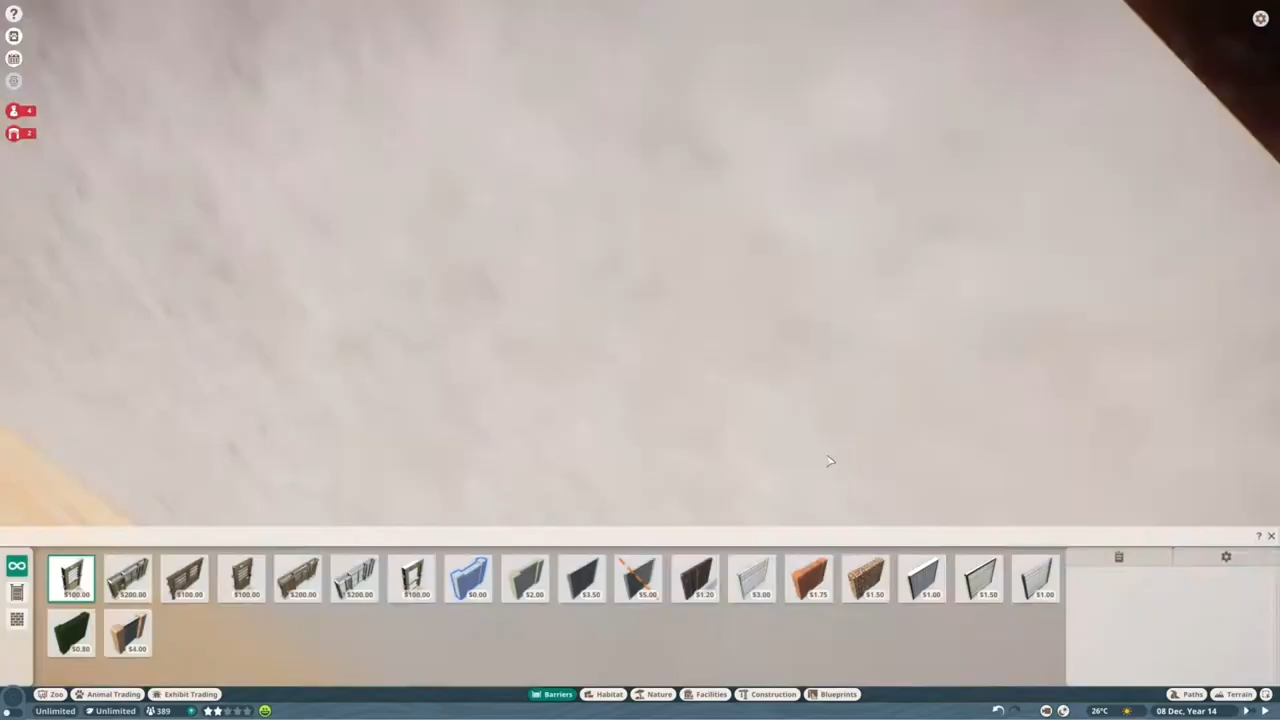 ?
4
2
? ×
$100.00 $200.00 $100.00 $100.00 $200.00 $200.00 $100.00 $0.00 $2.00 $3.50 $5.00 $1.20 $3.00 $1.75 $1.50 $1.00 $1.50 $1.00
$0.80 $4.00
Zoo Animal Trading Exhibit Trading Barriers Habitat Nature Facilities Construction Blueprints Paths Terrain
Unlimited Unlimited 389 26°C 08 Dec, Year 14